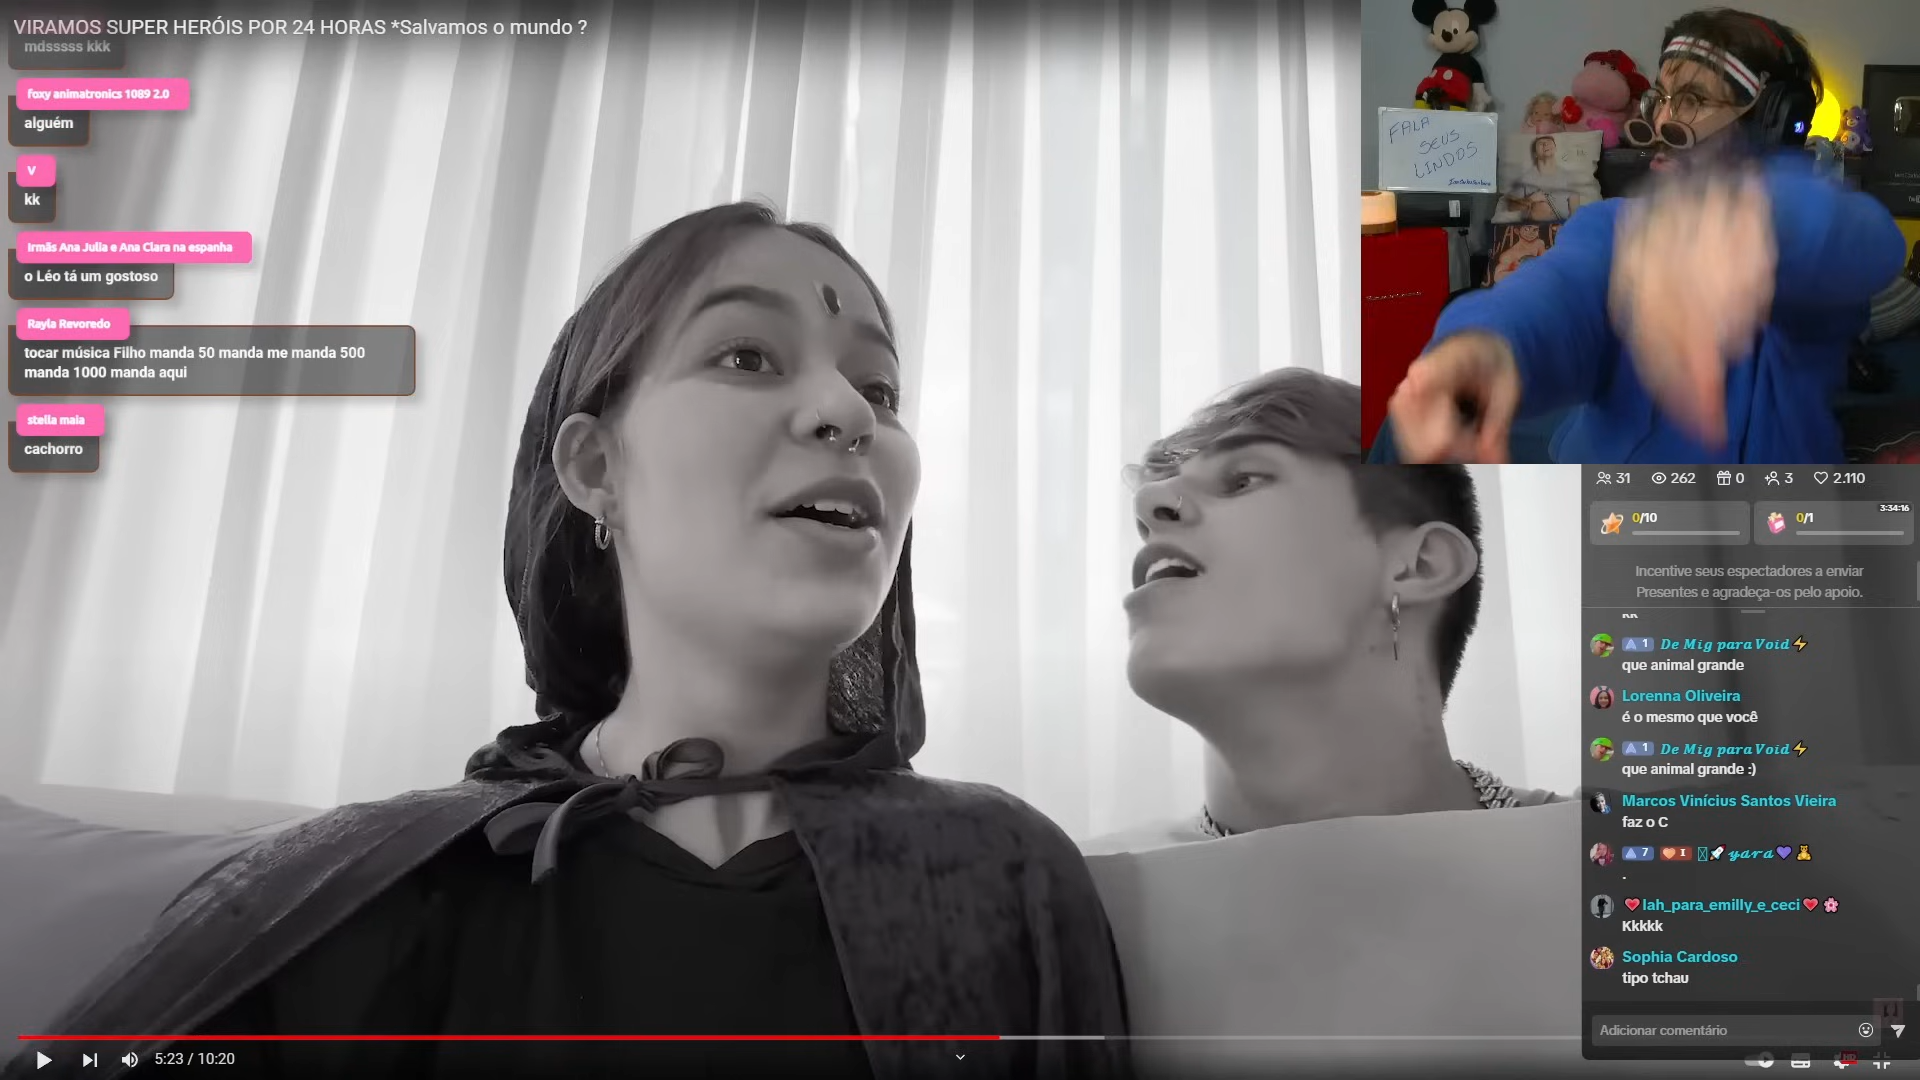 VIRAMOS SUPER HERÓIS POR 24 HORAS *Salvamos o mundo ?
mdsssss kkk
foxy animatronics 1089 2.0
alguém
V
kk
Irmãs Ana Julia e Ana Clara na espanha
o Léo tá um gostoso
Rayla Revoredo
tocar música Filho manda 50 manda me manda 500
manda 1000 manda aqui
stella maia
cachorro
FALA
SEUS
LINDOS
31 262 0 3 2.110
0/10 0/1 3:34:16
Incentive seus espectadores a enviar
Presentes e agradeça-os pelo apoio.
kk
1 De Mig para Void⚡
que animal grande
Lorenna Oliveira
é o mesmo que você
1 De Mig para Void⚡
que animal grande :)
Marcos Vinícius Santos Vieira
faz o C
7 I 🚀yara💜🧸
.
❤️lah_para_emilly_e_ceci❤️🌸
Kkkkk
Sophia Cardoso
tipo tchau
Adicionar comentário
5:23 / 10:20
HD